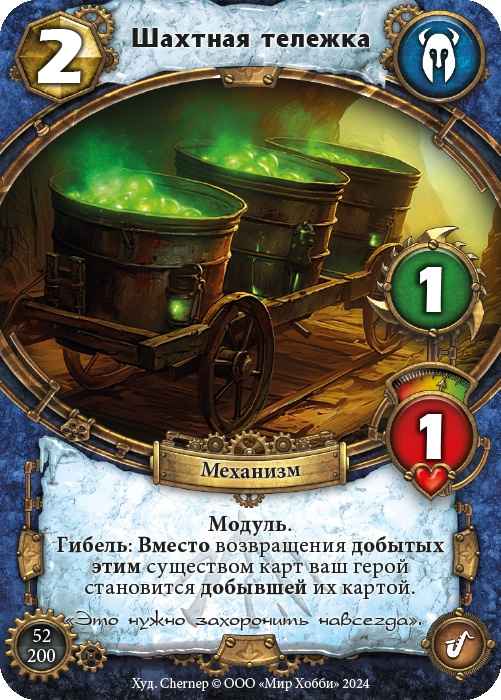 2
Шахтная тележка
1
1
Механизм
Модуль.
Гибель: Вместо возвращения добытых
этим существом карт ваш герой
становится добывшей их картой.
«Это нужно захоронить навсегда».
52
200
Худ. Chernep © ООО «Мир Хобби» 2024